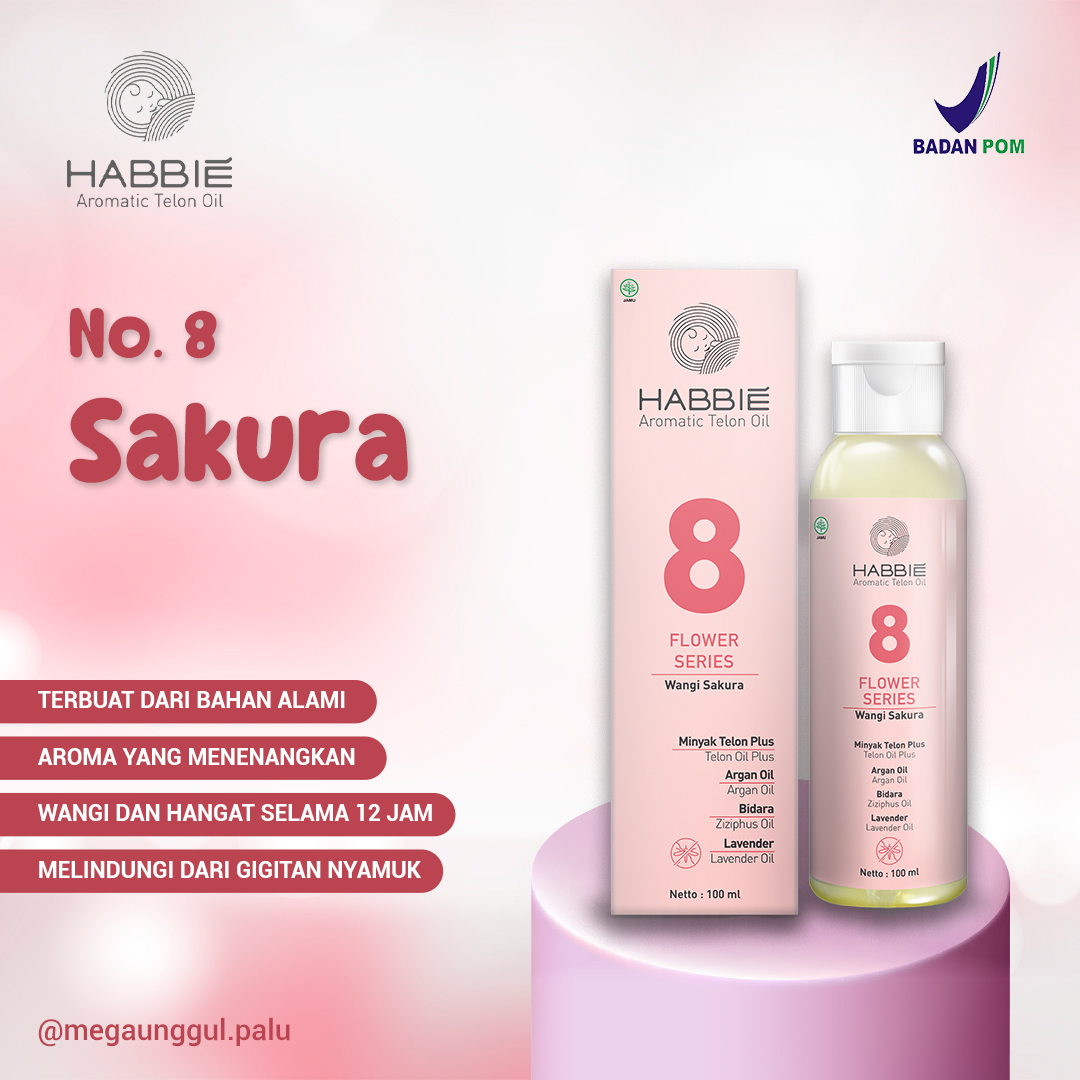 HABBIE
Aromatic Telon Oil
BADAN POM
No. 8
Sakura
TERBUAT DARI BAHAN ALAMI
AROMA YANG MENENANGKAN
WANGI DAN HANGAT SELAMA 12 JAM
MELINDUNGI DARI GIGITAN NYAMUK
@megaunggul.palu
JAMU
HABBIÉ
Aromatic Telon Oil
8
FLOWER
SERIES
Wangi Sakura
Minyak Telon Plus
Telon Oil Plus
Argan Oil
Argan Oil
Bidara
Ziziphus Oil
Lavender
Lavender Oil
Netto : 100 ml
JAMU
HABBIÉ
Aromatic Telon Oil
8
FLOWER
SERIES
Wangi Sakura
Minyak Telon Plus
Telon Oil Plus
Argan Oil
Argan Oil
Bidara
Ziziphus Oil
Lavender
Lavender Oil
Netto : 100 ml